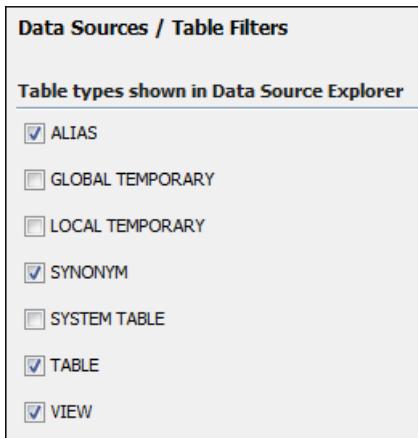 Data Sources / Table Filters
Table types shown in Data Source Explorer
ALIAS
GLOBAL TEMPORARY
LOCAL TEMPORARY
SYNONYM
SYSTEM TABLE
TABLE
VIEW